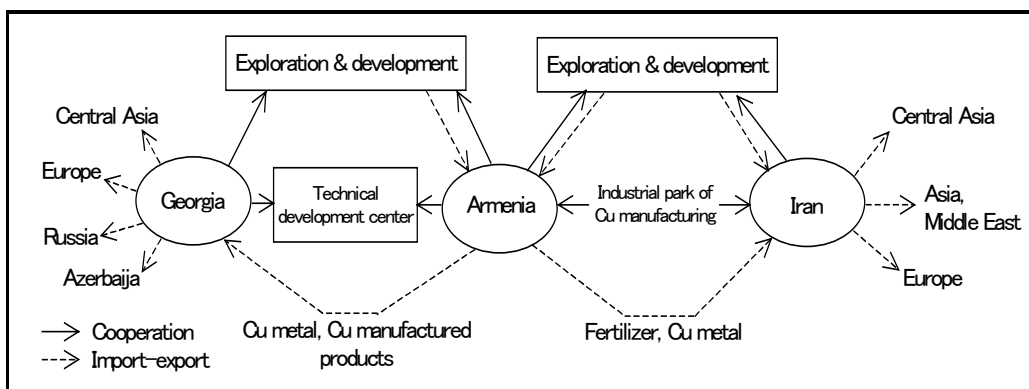 Exploration & development
Exploration & development
Central Asia
Central Asia
Europe
Georgia
Technical
development center
Armenia
Industrial park of
Cu manufacturing
Iran
Asia,
Middle East
Russia
Azerbaija
Europe
Cu metal, Cu manufactured
products
Fertilizer, Cu metal
Cooperation
Import-export